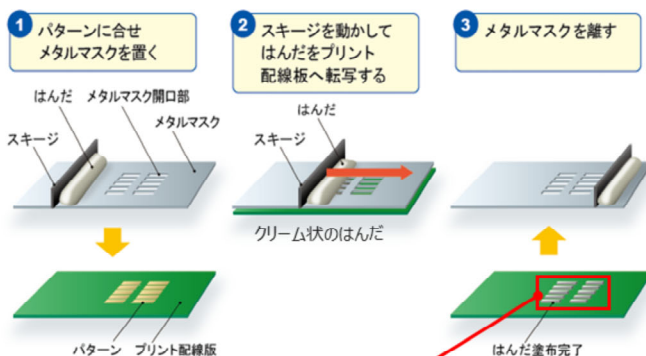 1 パターンに合せ
メタルマスクを置く
2 スキージを動かして
はんだをプリント
配線板へ転写する
3 メタルマスクを離す
はんだ
メタルマスク開口部
メタルマスク
スキージ
はんだ
スキージ
クリーム状のはんだ
パターン
プリント配線版
はんだ塗布完了